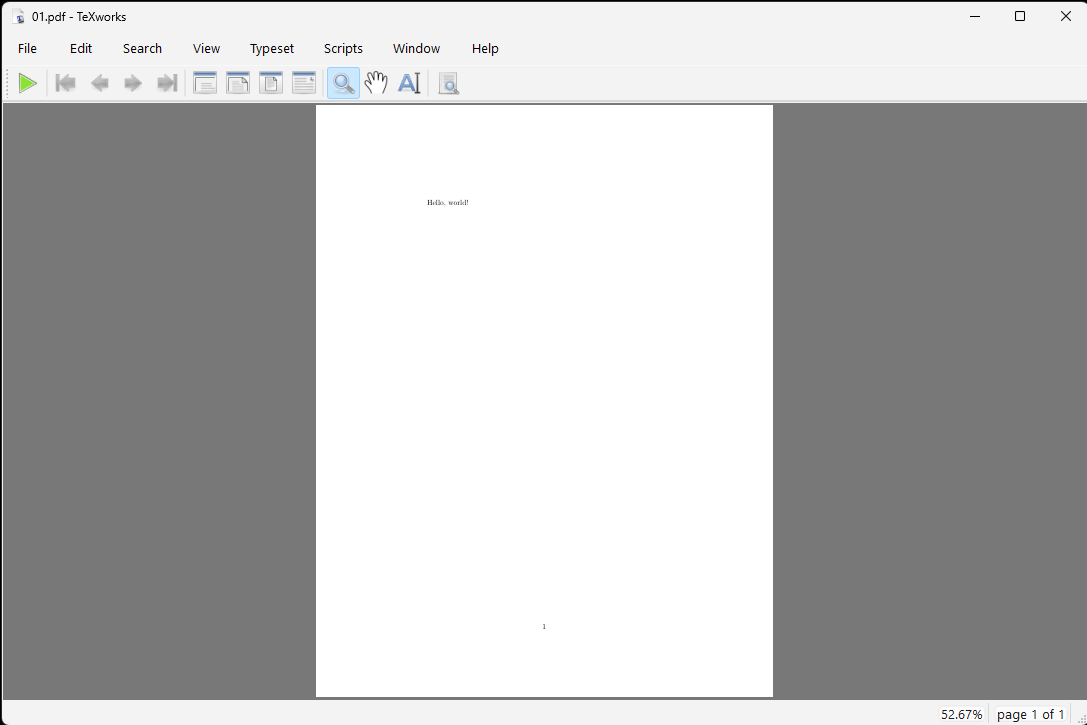 01.pdf - TeXworks
File Edit Search View Typeset Scripts Window Help
AI
Hello, world!
1
52.67% page 1 of 1